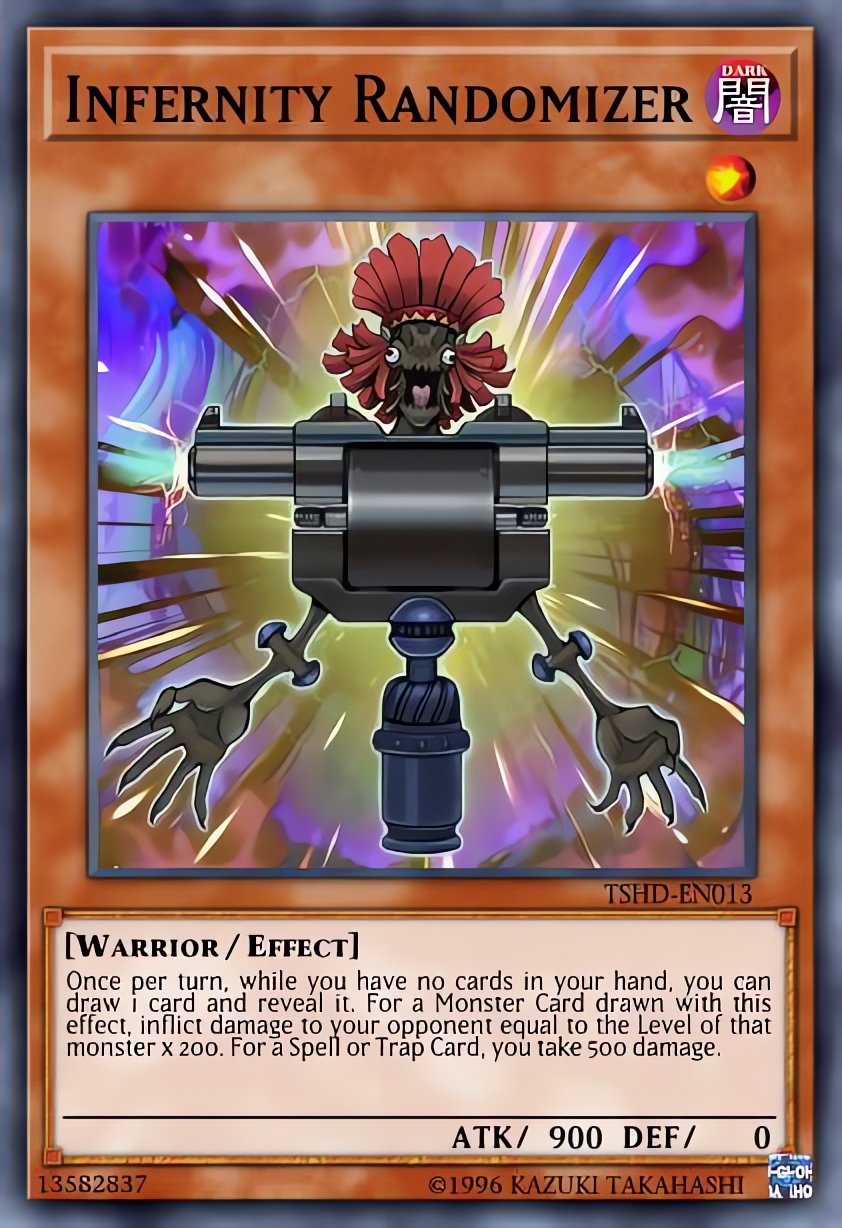 INFERNITY RANDOMIZER
DARK
闇
TSHD-EN013
[WARRIOR / EFFECT]
Once per turn, while you have no cards in your hand, you can
draw 1 card and reveal it. For a Monster Card drawn with this
effect, inflict damage to your opponent equal to the Level of that
monster x 200. For a Spell or Trap Card, you take 500 damage.
ATK/ 900 DEF/ 0
13582837
©1996 KAZUKI TAKAHASHI